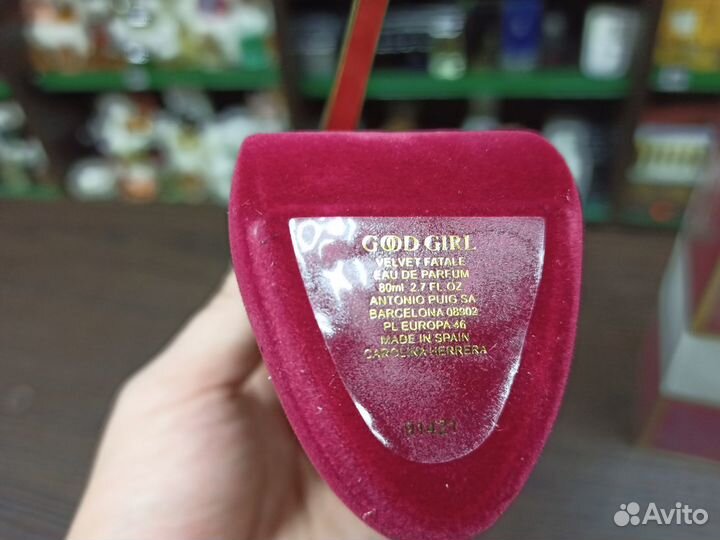 GOOD GIRL
VELVET FATALE
EAU DE PARFUM
80ml 2.7 FL OZ
ANTONIO PUIG SA
BARCELONA 08902
PL EUROPA 46
MADE IN SPAIN
CAROLINA HERRERA
Avito